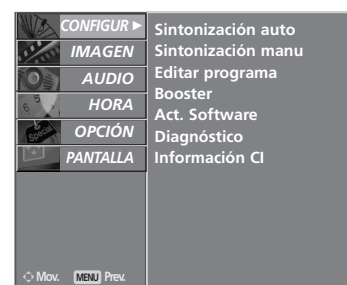 CONFIGUR ►
IMAGEN
AUDIO
HORA
OPCIÓN
PANTALLA
Sintonización auto
Sintonización manu
Editar programa
Booster
Act. Software
Diagnóstico
Información CI
Special
Mov. MENU Prev.